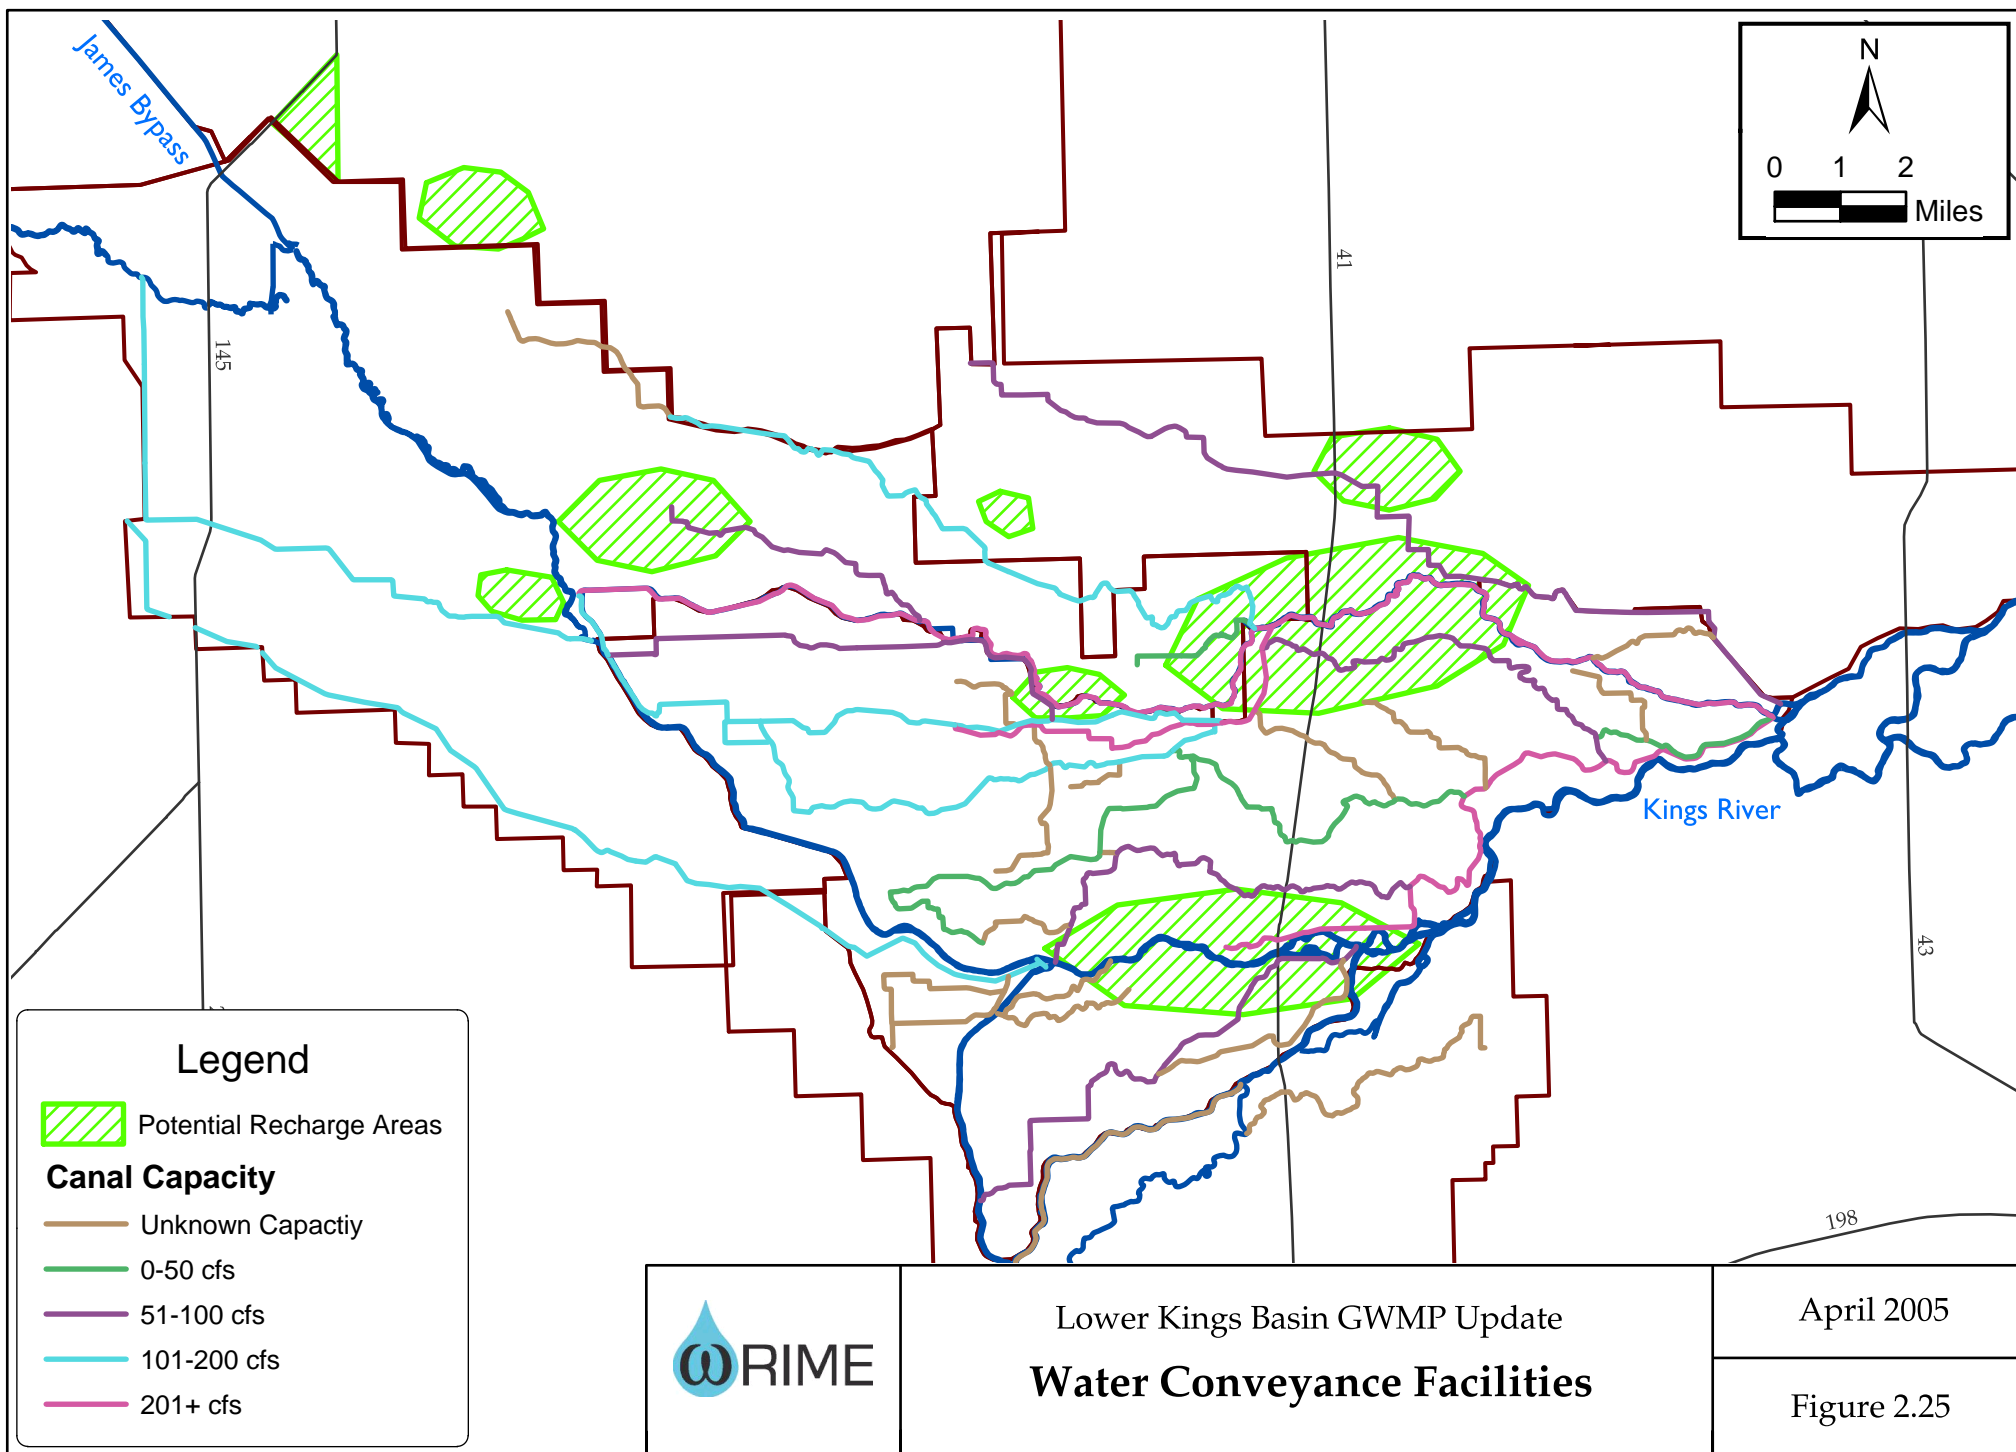 James Bypass
N
0 1 2
Miles
41
145
Kings River
43
198
Legend
Potential Recharge Areas
Canal Capacity
Unknown Capactiy
0-50 cfs
51-100 cfs
101-200 cfs
201+ cfs
ωRIME
Lower Kings Basin GWMP Update
Water Conveyance Facilities
April 2005
Figure 2.25